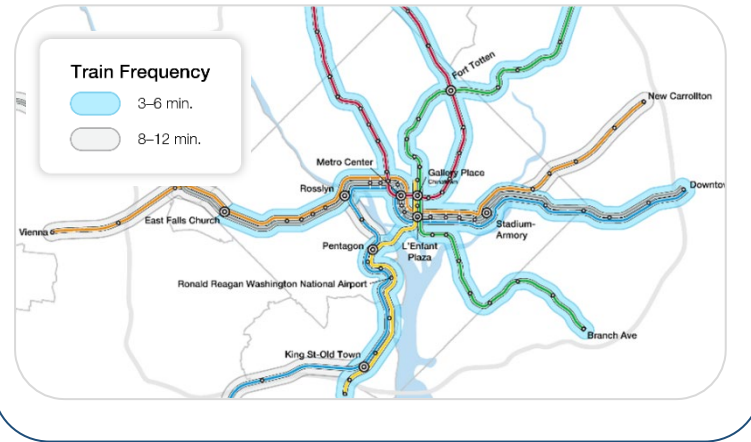 Train Frequency
3–6 min.
8–12 min.
Fort Totten
New Carrollton
Metro Center
Gallery Place
Rosslyn
Downto
East Falls Church
Vienna
Stadium-
Armory
Pentagon
L'Enfant
Plaza
Ronald Reagan Washington National Airport
Branch Ave
King St-Old Town